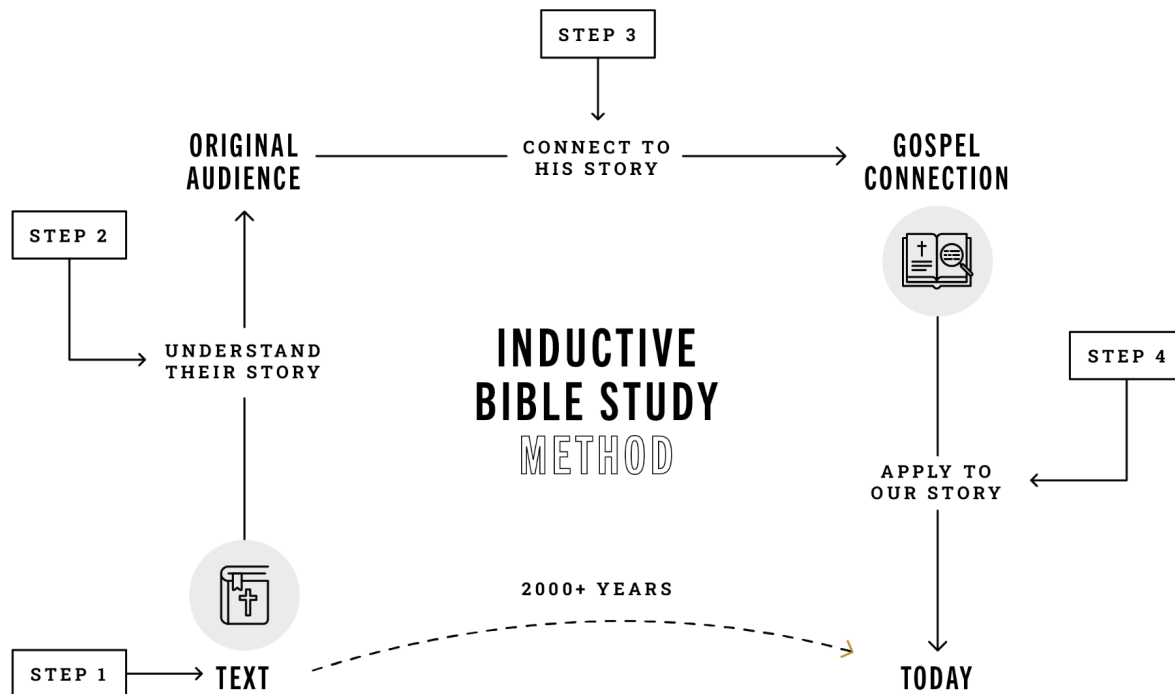 STEP 3
ORIGINAL
AUDIENCE
CONNECT TO
HIS STORY
GOSPEL
CONNECTION
STEP 2
UNDERSTAND
THEIR STORY
INDUCTIVE
BIBLE STUDY
METHOD
STEP 4
APPLY TO
OUR STORY
2000+ YEARS
STEP 1
TEXT
TODAY